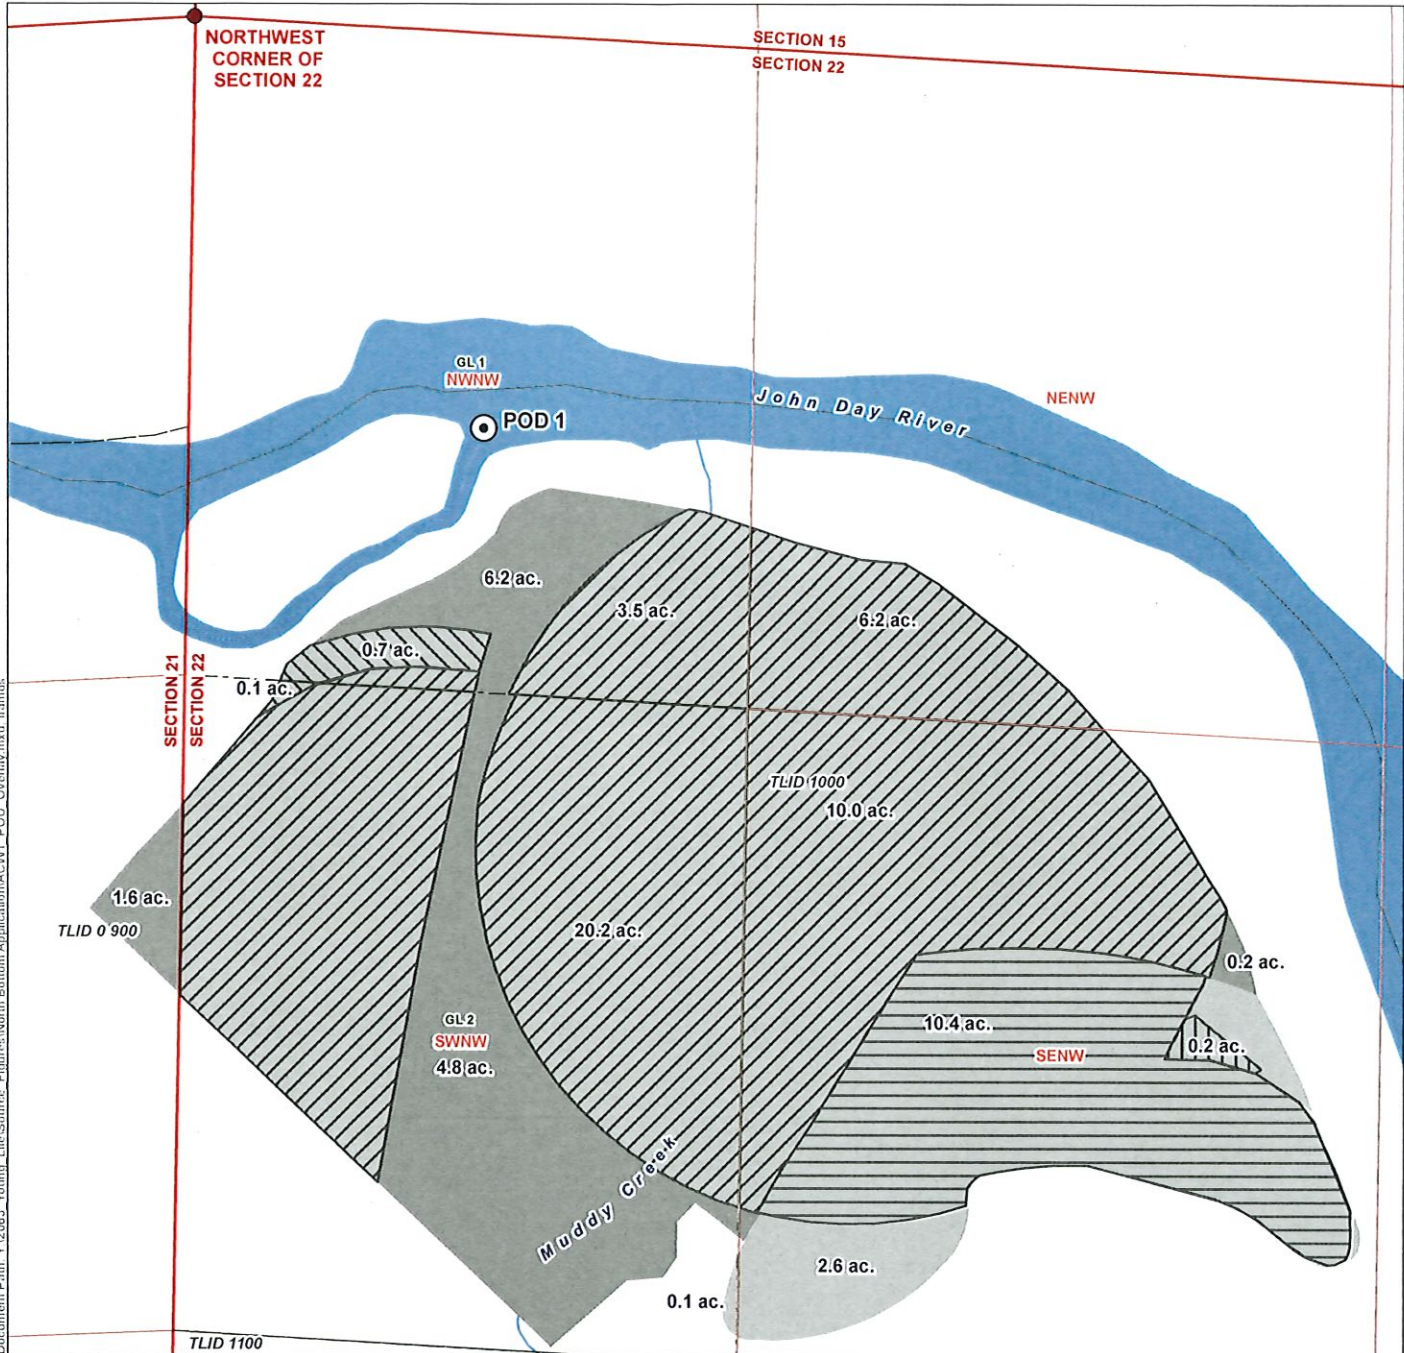 SECTION 15
NORTHWEST
CORNER OF
SECTION 22
SECTION 22
GL 1
NWNW
NENW
John Day River
POD 1
6.2 ac.
3.5 ac.
6.2 ac.
0.7 ac.
0.1 ac.
SECTION 21
SECTION 22
TLID 1000
10.0 ac.
1.6 ac.
TLID 0 900
20.2 ac.
0.2 ac.
GL 2
SWNW
4.8 ac.
10.4 ac.
0.2 ac.
SENW
Muddy Creek
2.6 ac.
0.1 ac.
TLID 1100